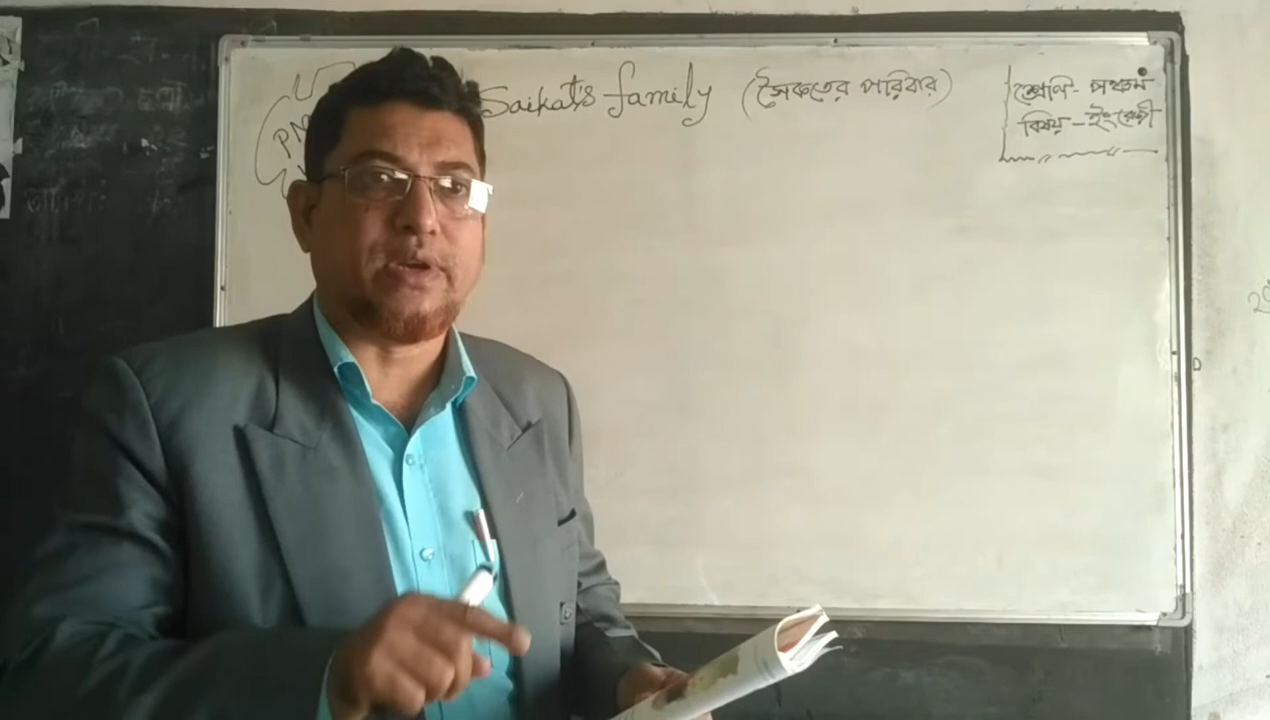 Saikat's family (সৈকতের পরিবার)
শ্রেণি - পঞ্চম
বিষয় - ইংরেজী